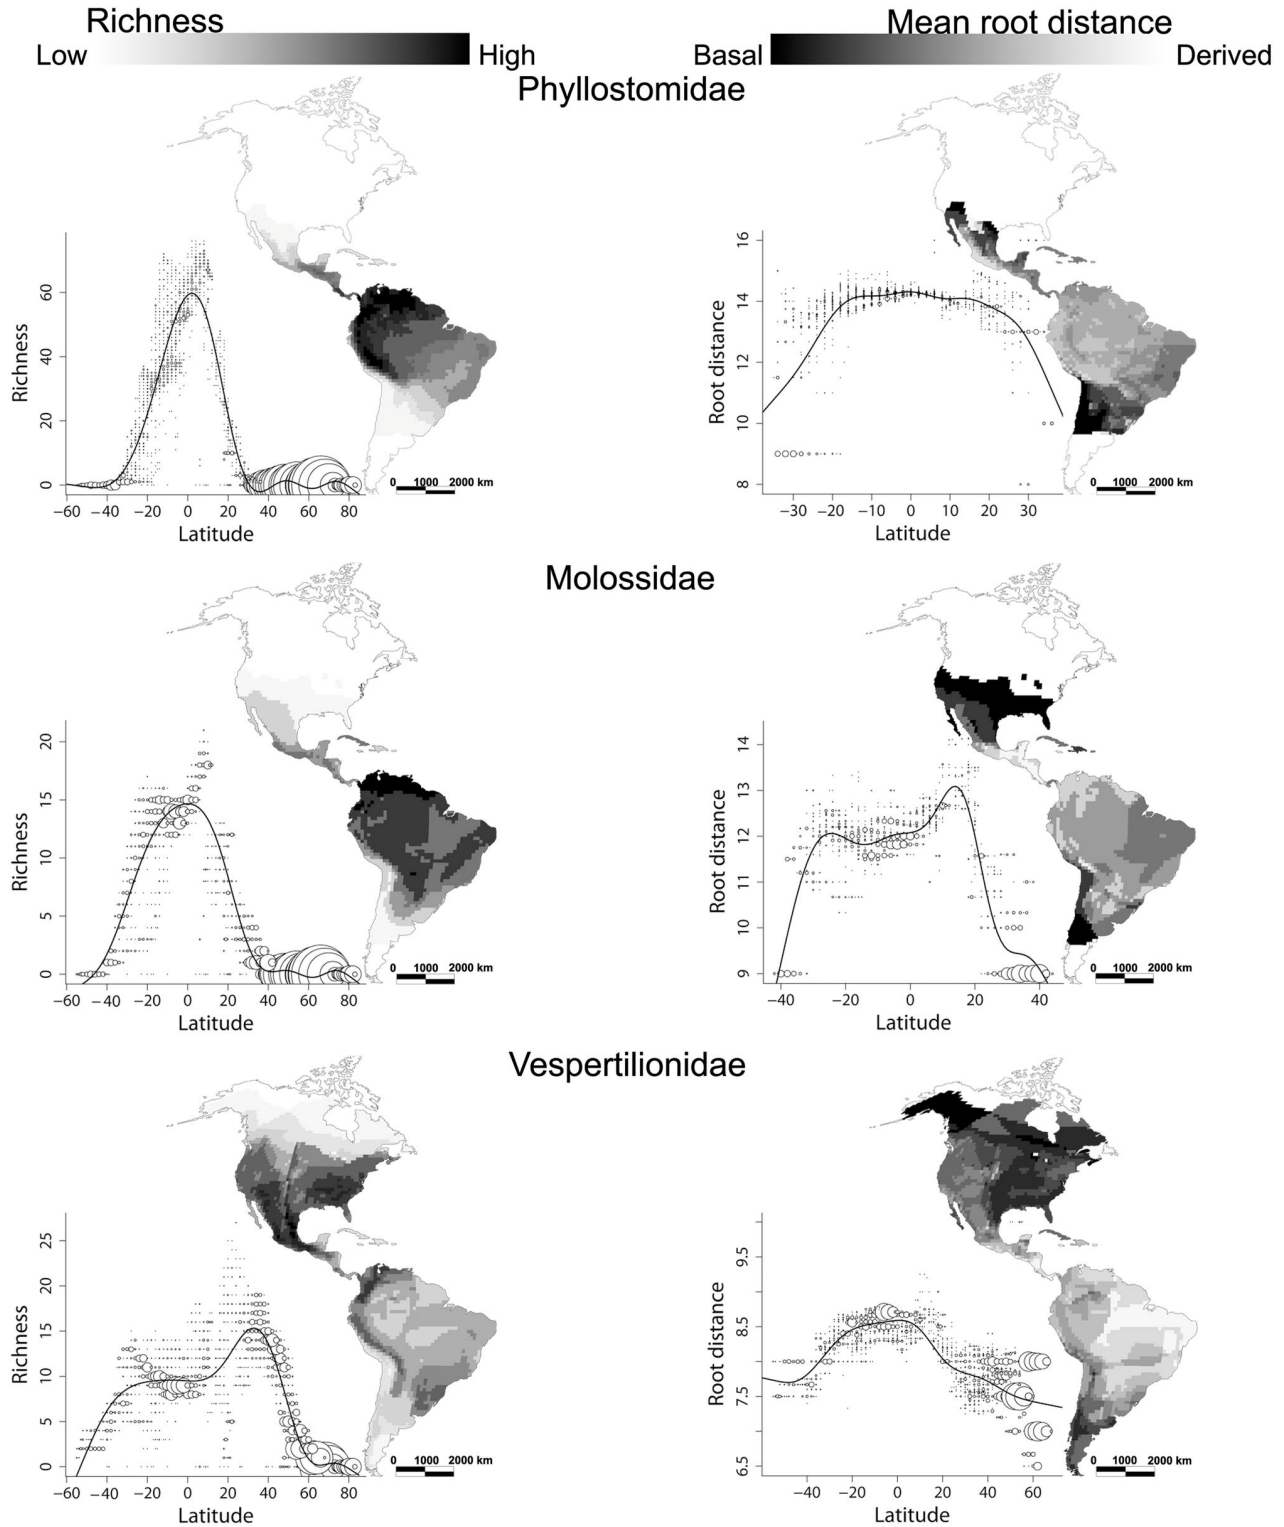 Richness
Mean root distance
Low
High
Basal
Derived
Phyllostomidae
Richness
60
40
20
0
−60 −40 −20 0 20 40 60 80
Latitude
0 1000 2000 km
Root distance
16
14
12
10
8
−30 −20 −10 0 10 20 30
Latitude
0 1000 2000 km
Molossidae
Richness
20
15
10
5
0
−60 −40 −20 0 20 40 60 80
Latitude
0 1000 2000 km
Root distance
14
13
12
11
10
9
−40 −20 0 20 40
Latitude
0 1000 2000 km
Vespertilionidae
Richness
25
20
15
10
5
0
−60 −40 −20 0 20 40 60 80
Latitude
0 1000 2000 km
Root distance
9.5
8.5
7.5
6.5
−40 −20 0 20 40 60
Latitude
0 1000 2000 km